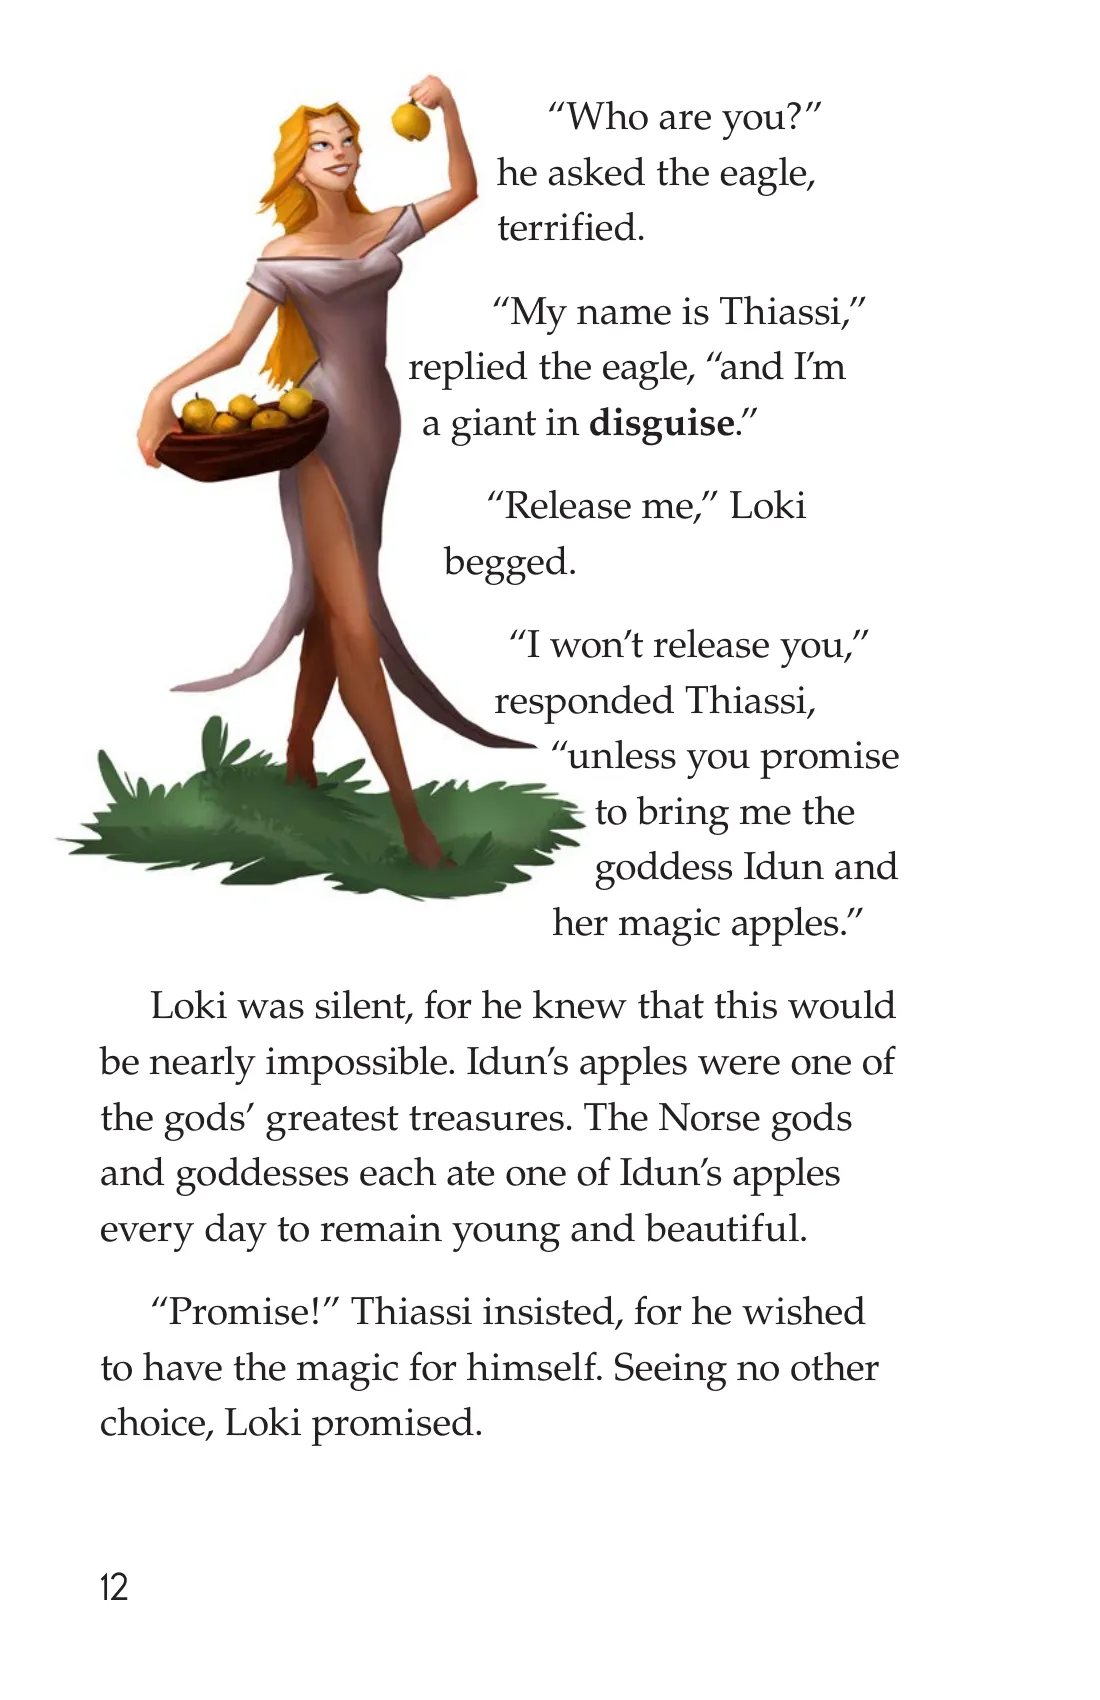 “Who are you?”
he asked the eagle,
terrified.
“My name is Thiassi,”
replied the eagle, “and I’m
a giant in disguise.”
“Release me,” Loki
begged.
“I won’t release you,”
responded Thiassi,
“unless you promise
to bring me the
goddess Idun and
her magic apples.”
Loki was silent, for he knew that this would
be nearly impossible. Idun’s apples were one of
the gods’ greatest treasures. The Norse gods
and goddesses each ate one of Idun’s apples
every day to remain young and beautiful.
“Promise!” Thiassi insisted, for he wished
to have the magic for himself. Seeing no other
choice, Loki promised.
12